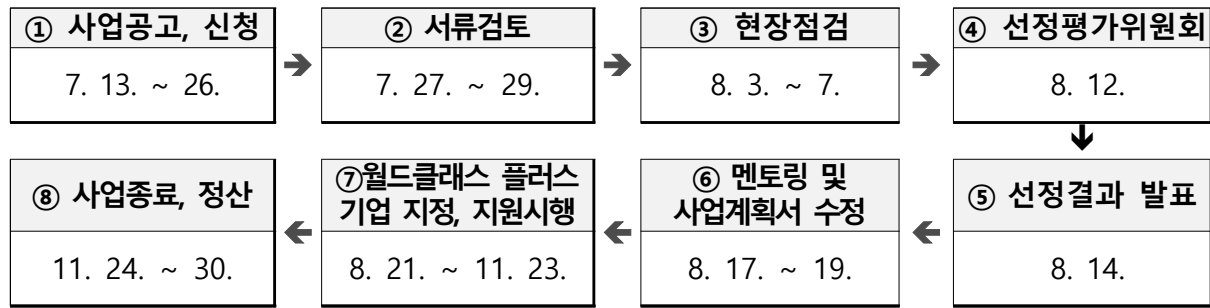 ① 사업공고, 신청
7. 13. ~ 26.
② 서류검토
7. 27. ~ 29.
③ 현장점검
8. 3. ~ 7.
④ 선정평가위원회
8. 12.
⑤ 선정결과 발표
8. 14.
⑥ 멘토링 및
사업계획서 수정
8. 17. ~ 19.
⑦월드클래스 플러스
기업 지정, 지원시행
8. 21. ~ 11. 23.
⑧ 사업종료, 정산
11. 24. ~ 30.